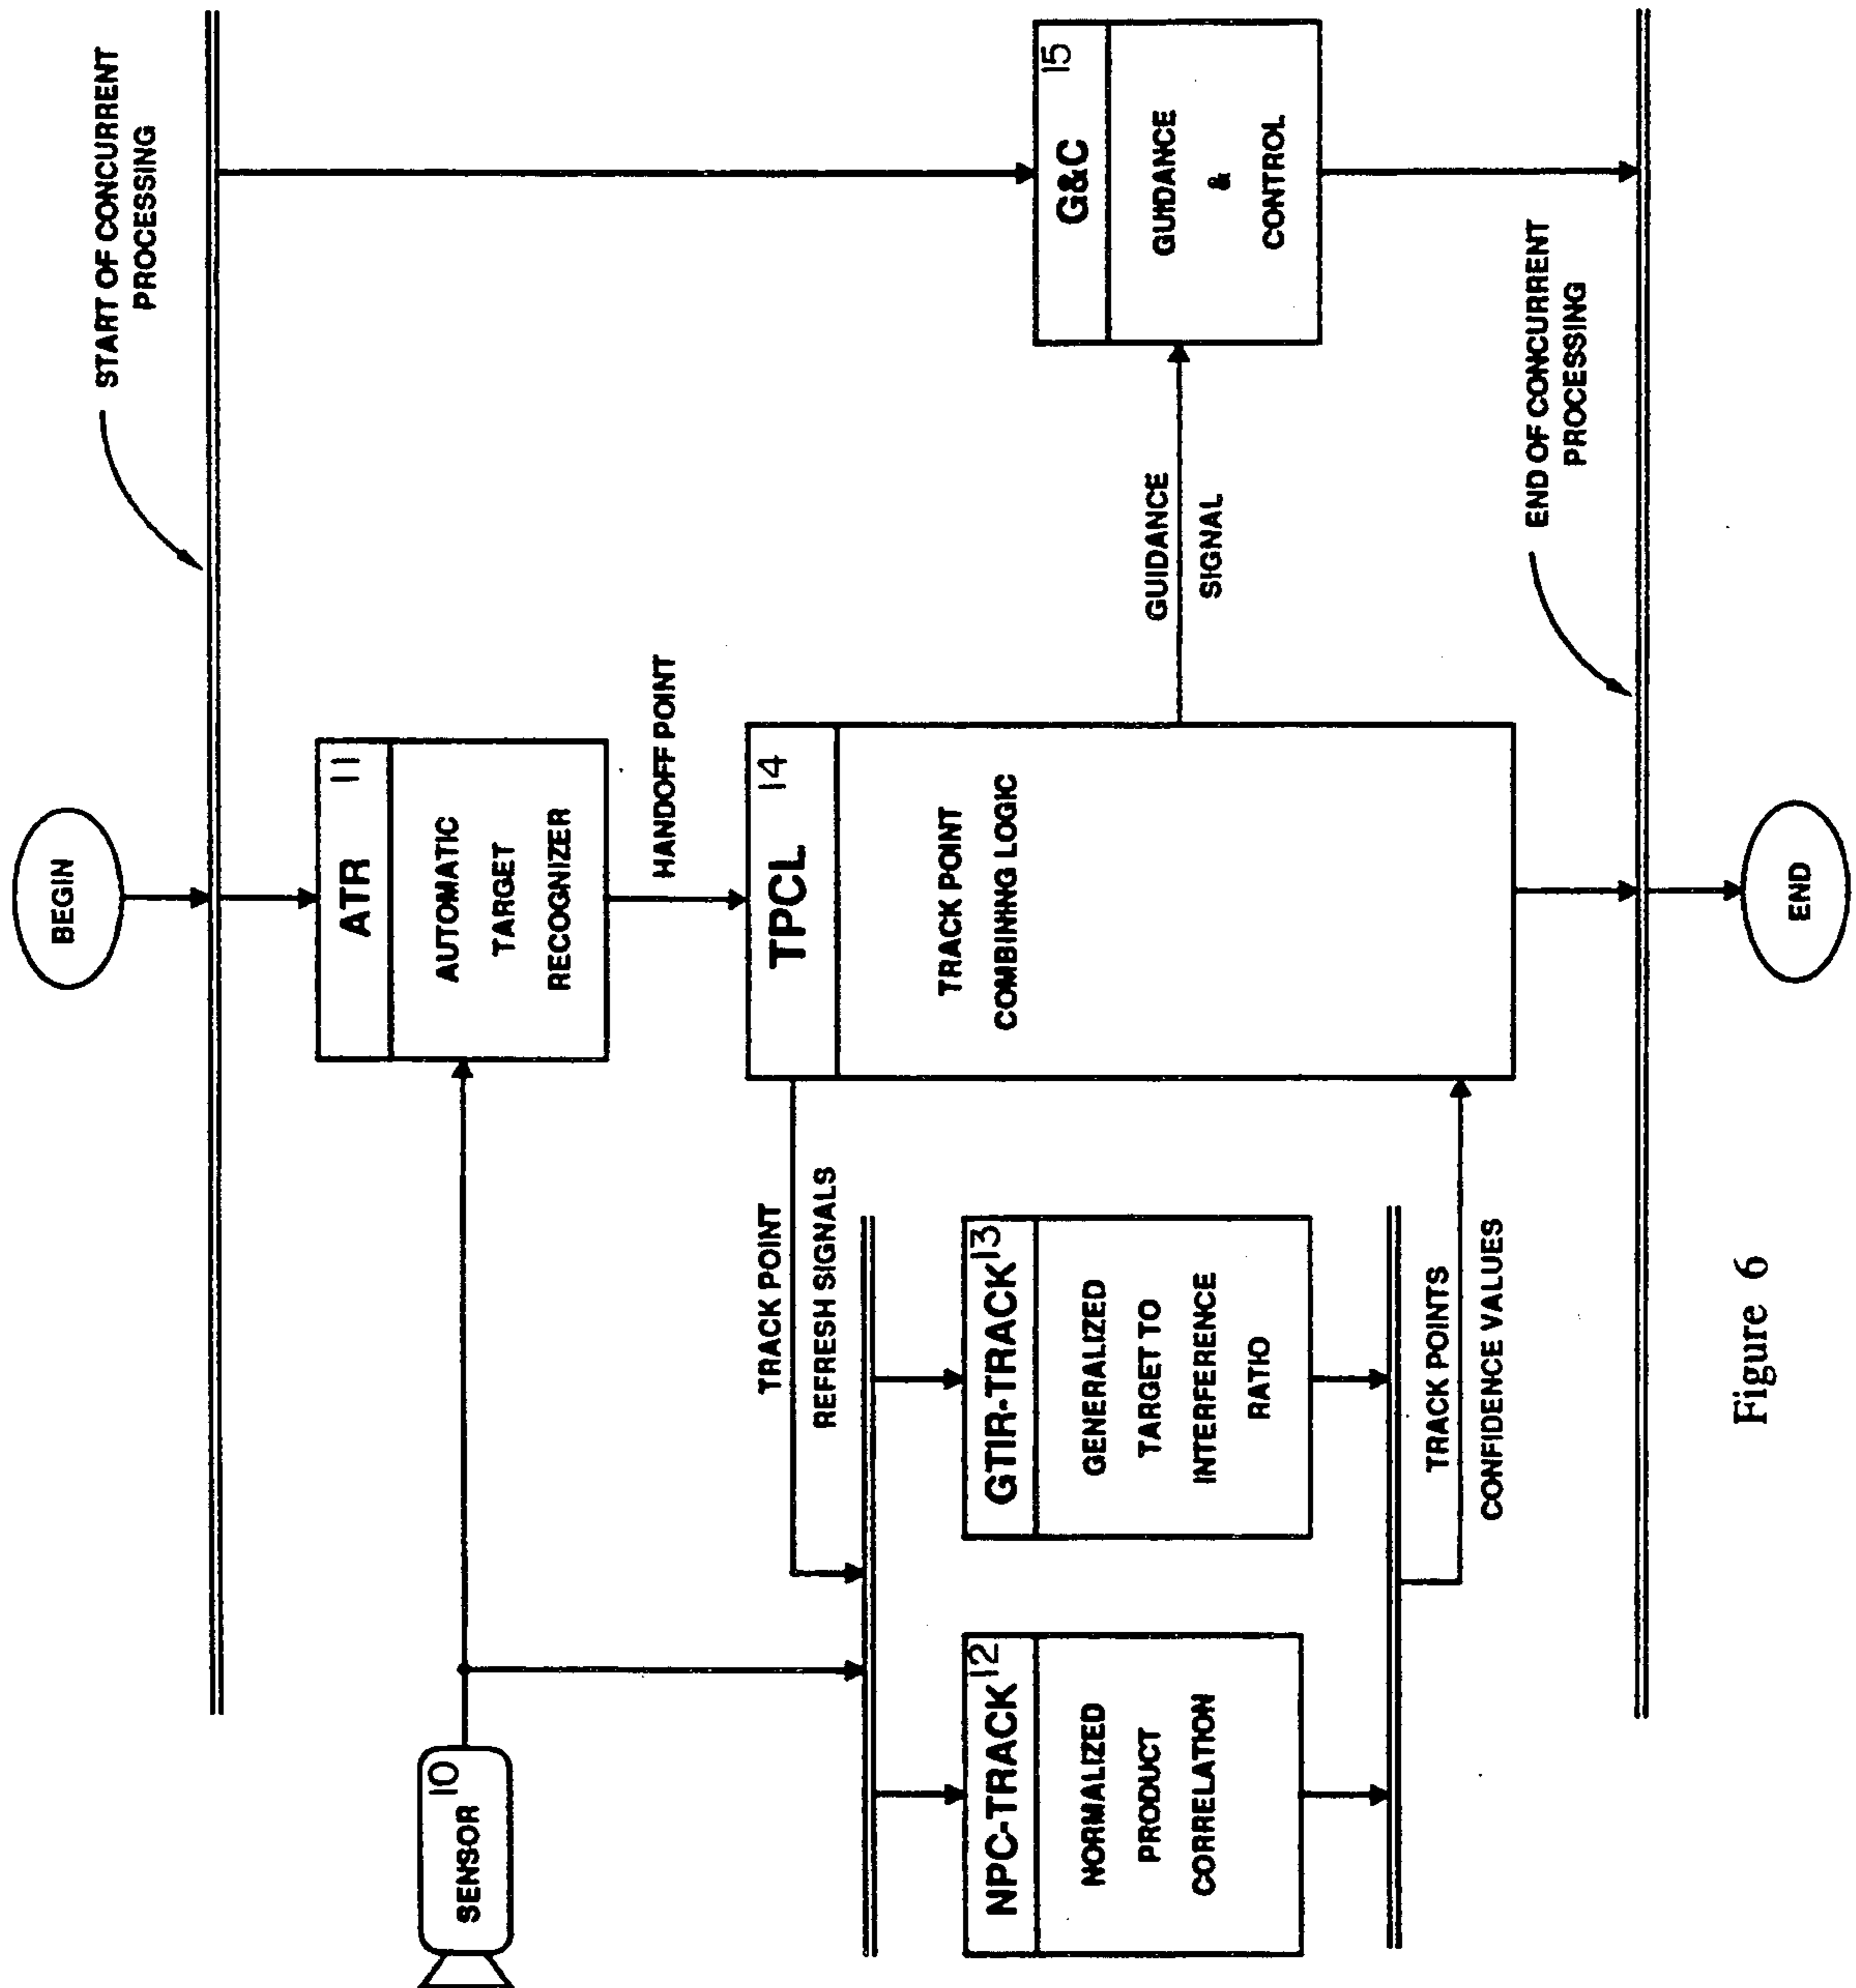 BEGIN
START OF CONCURRENT
PROCESSING
SENSOR
10
ATR
11
AUTOMATIC
TARGET
RECOGNIZER
HANDOFF POINT
TRACK POINT
REFRESH SIGNALS
TPCL
14
TRACK POINT
COMBINING LOGIC
GUIDANCE
SIGNAL
G&C
15
GUIDANCE
&
CONTROL
NPC-TRACK
12
NORMALIZED
PRODUCT
CORRELATION
GTIR-TRACK
13
GENERALIZED
TARGET TO
INTERFERENCE
RATIO
TRACK POINTS
CONFIDENCE VALUES
END OF CONCURRENT
PROCESSING
END
Figure 6